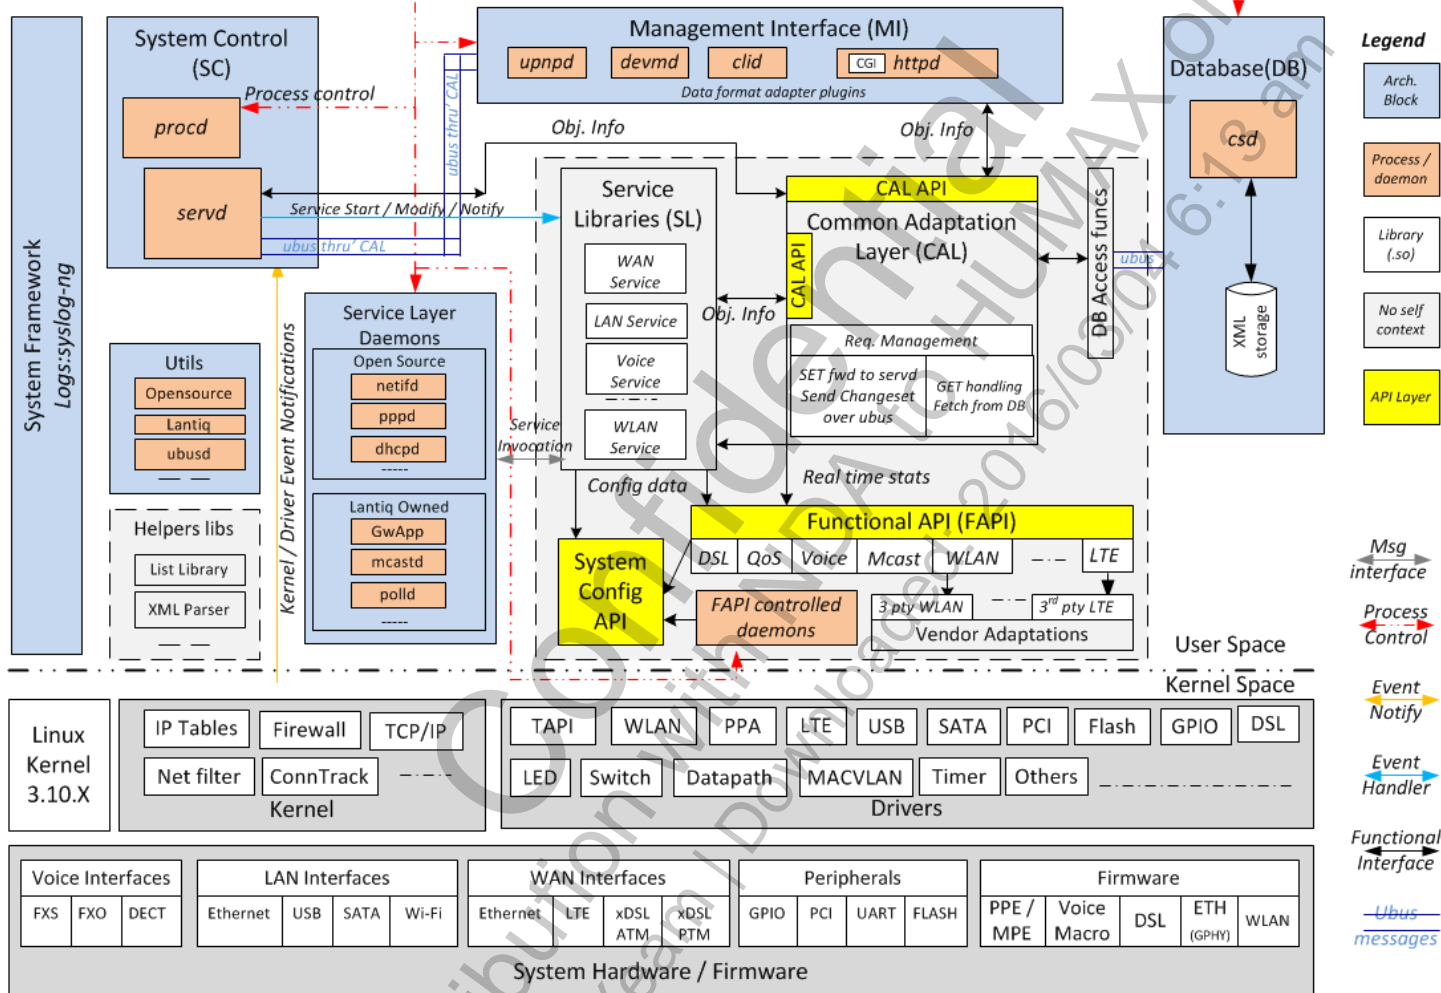 System Framework
Logs:syslog-ng
System Control
(SC)
Process control
procd
servd
Management Interface (MI)
upnpd
devmd
clid
CGI
httpd
Data format adapter plugins
ubus thru' CAL
Database(DB)
csd
XML
storage
Legend
Arch.
Block
Process /
daemon
Library
(.so)
No self
context
API Layer
Obj. Info
Obj. Info
Service Start / Modify / Notify
ubus thru' CAL
Service
Libraries (SL)
WAN
Service
LAN Service
Voice
Service
WLAN
Service
CAL API
Common Adaptation
Layer (CAL)
CAL API
Obj. Info
Req. Management
SET fwd to servd
Send Changeset
over ubus
GET handling
Fetch from DB
DB Access funcs
ubus
Kernel / Driver Event Notifications
Utils
Opensource
Lantiq
ubusd
Helpers libs
List Library
XML Parser
Service Layer
Daemons
Open Source
netifd
pppd
dhcpd
Lantiq Owned
GwApp
mcastd
polld
Service
Invocation
Config data
Real time stats
System
Config
API
Functional API (FAPI)
DSL
QoS
Voice
Mcast
WLAN
LTE
FAPI controlled
daemons
3 pty WLAN
3rd pty LTE
Vendor Adaptations
User Space
Kernel Space
Msg
interface
Process
Control
Event
Notify
Event
Handler
Functional
Interface
Ubus
messages
Linux
Kernel
3.10.X
IP Tables
Firewall
TCP/IP
Net filter
ConnTrack
Kernel
TAPI
WLAN
PPA
LTE
USB
SATA
PCI
Flash
GPIO
DSL
LED
Switch
Datapath
MACVLAN
Timer
Others
Drivers
Voice Interfaces
FXS
FXO
DECT
LAN Interfaces
Ethernet
USB
SATA
Wi-Fi
WAN Interfaces
Ethernet
LTE
xDSL
ATM
xDSL
PTM
Peripherals
GPIO
PCI
UART
FLASH
Firmware
PPE /
MPE
Voice
Macro
DSL
ETH
(GPHY)
WLAN
System Hardware / Firmware
Confidential
with NDA to HUMAX
Downloaded: 2016/03/04 6:13 am